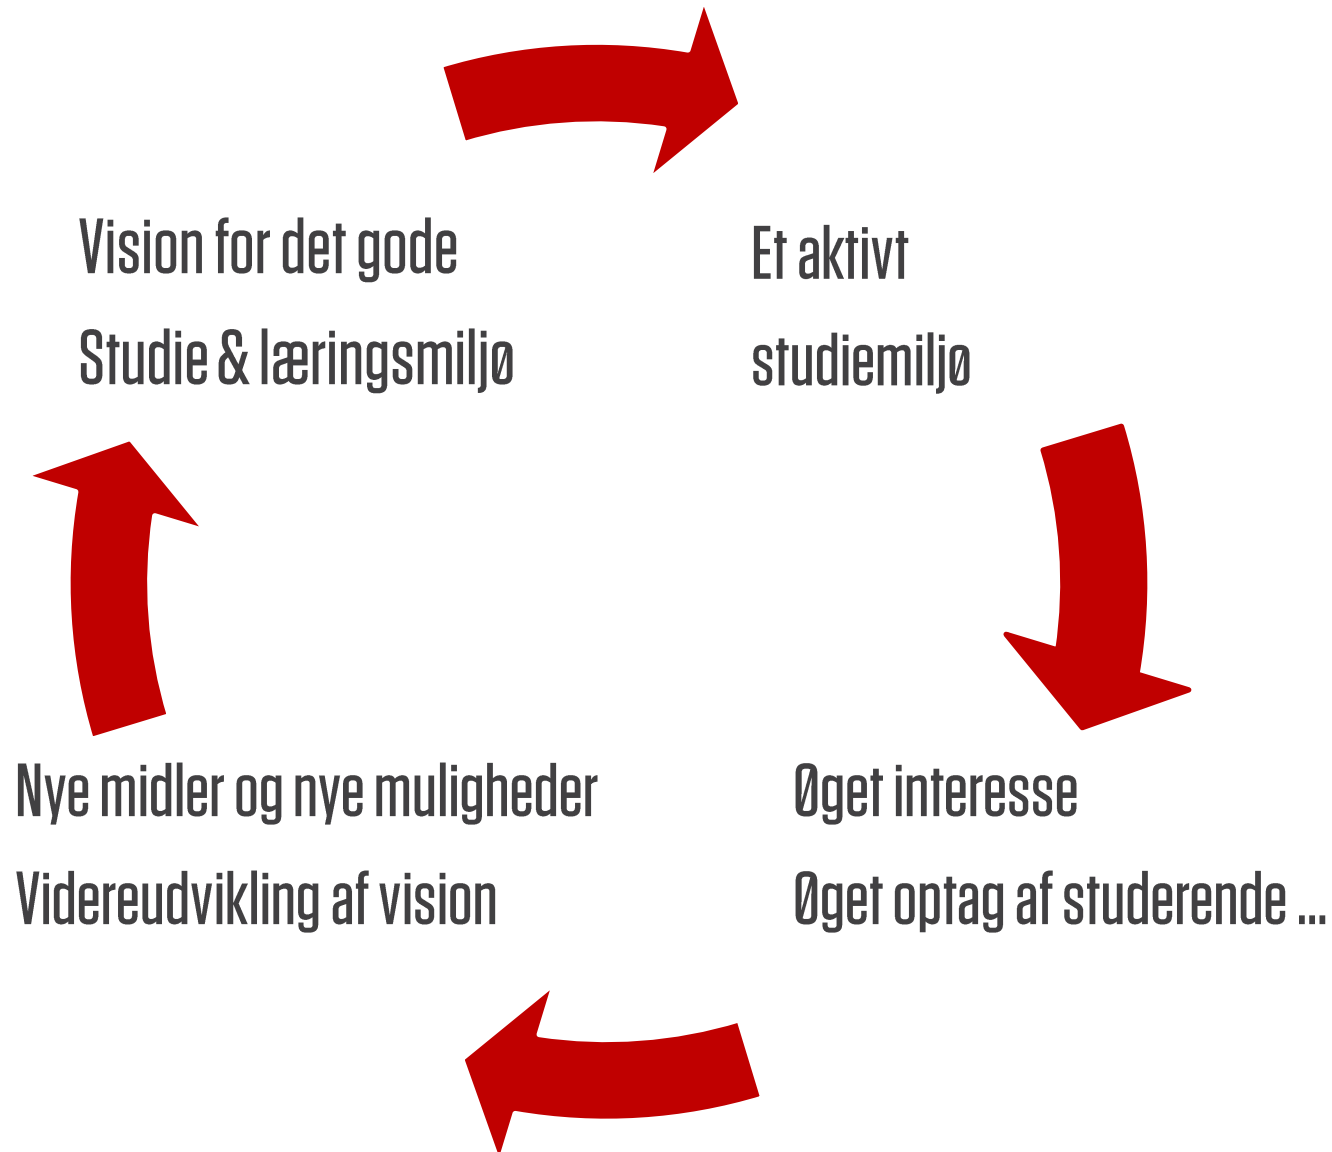 Vision for det gode
Studie & læringsmiljø
Et aktivt
studiemiljø
Øget interesse
Øget optag af studerende ...
Nye midler og nye muligheder
Videreudvikling af vision